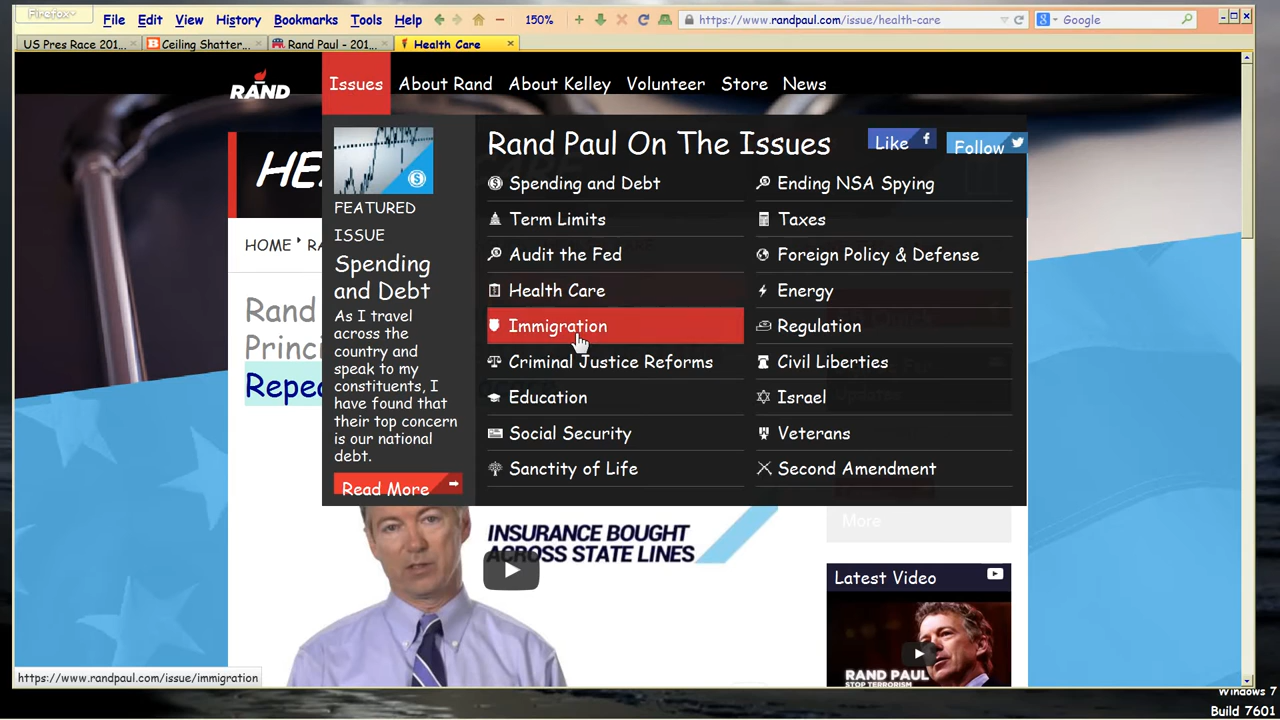 Firefox
File Edit View History Bookmarks Tools Help
150%
https://www.randpaul.com/issue/health-care
Google
US Pres Race 201...
Ceiling Shatter...
Rand Paul - 201...
Health Care
RAND
Issues
About Rand
About Kelley
Volunteer
Store
News
FEATURED
ISSUE
Spending
and Debt
As I travel
across the
country and
speak to my
constituents, I
have found that
their top concern
is our national
debt.
Read More
Rand Paul On The Issues
Like
Follow
Spending and Debt
Term Limits
Audit the Fed
Health Care
Immigration
Criminal Justice Reforms
Education
Social Security
Sanctity of Life
Ending NSA Spying
Taxes
Foreign Policy & Defense
Energy
Regulation
Civil Liberties
Israel
Veterans
Second Amendment
HE
HOME RA
Rand
Princi
Repea
More
INSURANCE BOUGHT
ACROSS STATE LINES
Latest Video
RAND PAUL
STOP TERRORISM
https://www.randpaul.com/issue/immigration
Windows 7
Build 7601